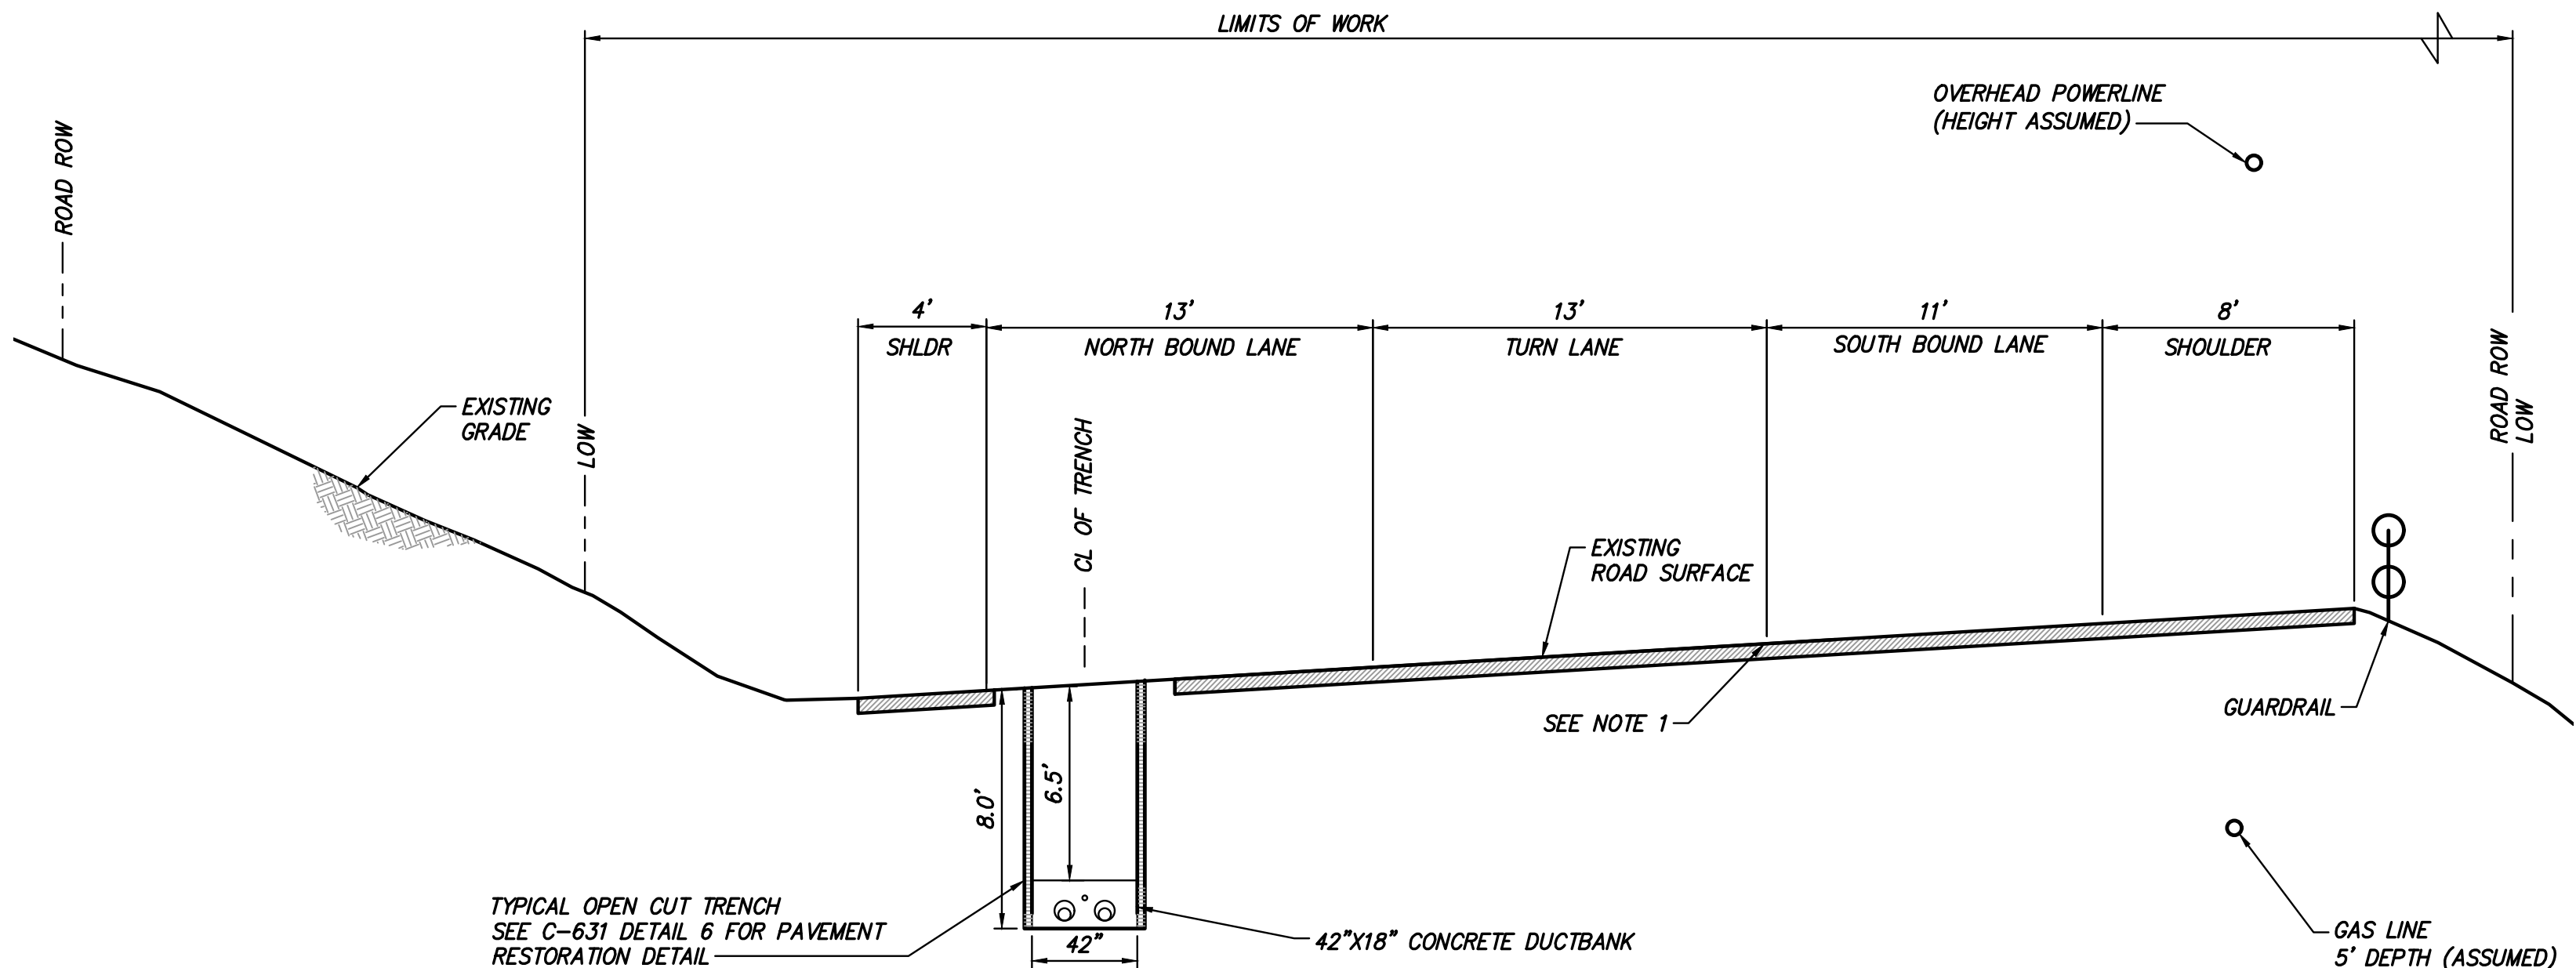 LIMITS OF WORK
OVERHEAD POWERLINE
(HEIGHT ASSUMED)
ROAD ROW
4'
13'
13'
11'
8'
SHLDR
NORTH BOUND LANE
TURN LANE
SOUTH BOUND LANE
SHOULDER
ROAD ROW
LOW
EXISTING
GRADE
LOW
CL OF TRENCH
EXISTING
ROAD SURFACE
SEE NOTE 1
GUARDRAIL
8.0'
6.5'
TYPICAL OPEN CUT TRENCH
SEE C-631 DETAIL 6 FOR PAVEMENT
RESTORATION DETAIL
42"
42"X18" CONCRETE DUCTBANK
GAS LINE
5' DEPTH (ASSUMED)